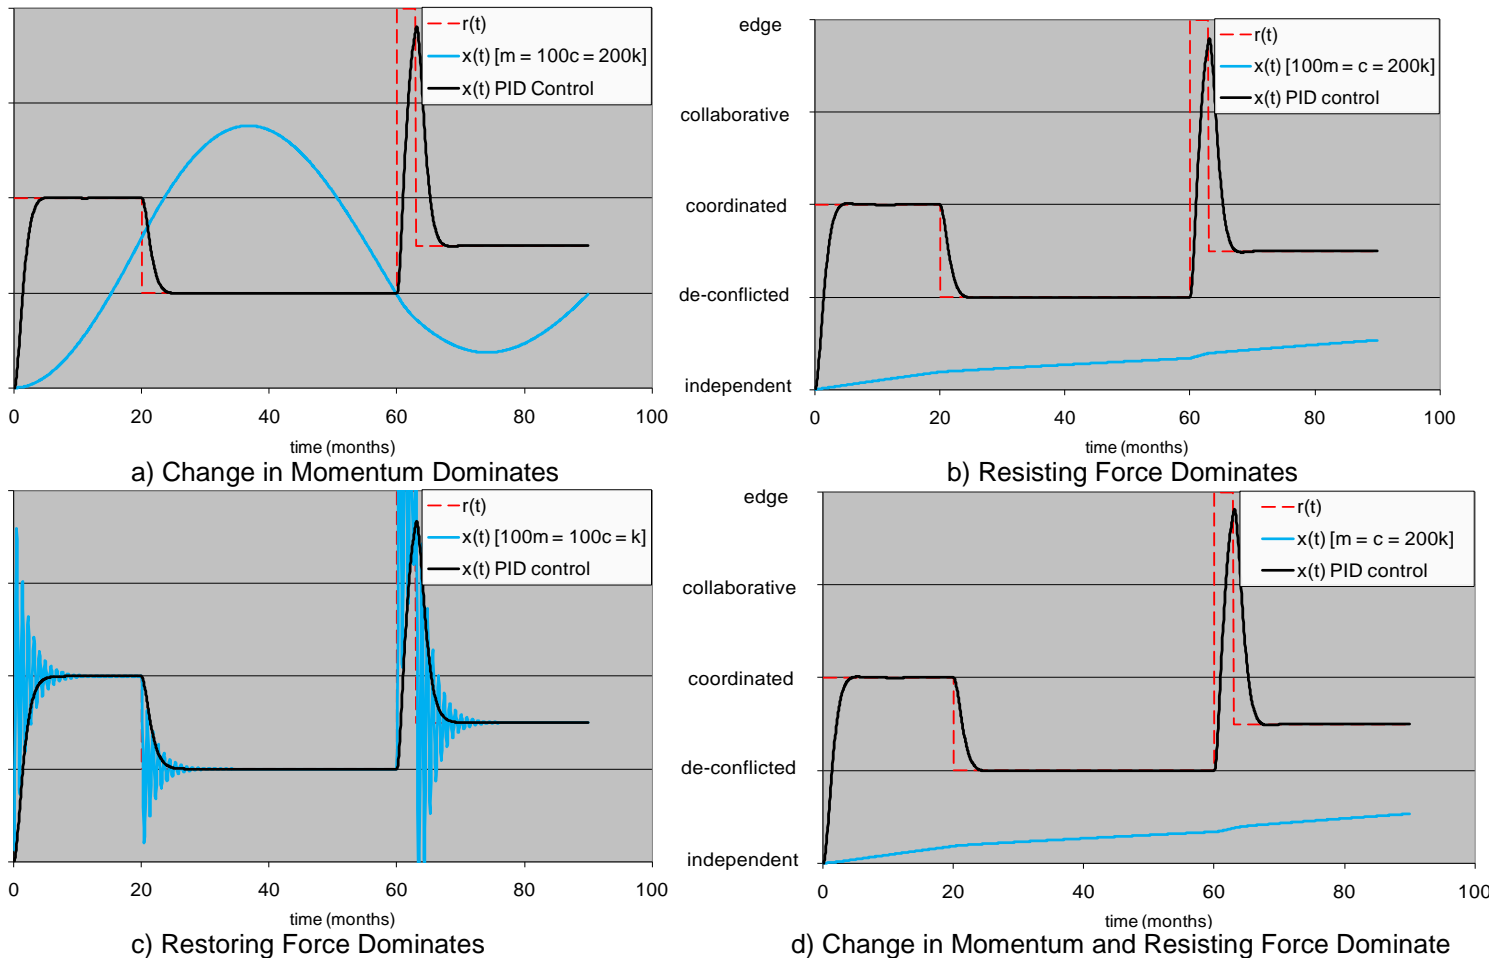 r(t)
x(t) [m = 100c = 200k]
x(t) PID Control
0
20
40
60
80
100
time (months)
a) Change in Momentum Dominates
edge
collaborative
coordinated
de-conflicted
independent
r(t)
x(t) [100m = c = 200k]
x(t) PID control
0
20
40
60
80
100
time (months)
b) Resisting Force Dominates
r(t)
x(t) [100m = 100c = k]
x(t) PID control
0
20
40
60
80
100
time (months)
c) Restoring Force Dominates
edge
collaborative
coordinated
de-conflicted
independent
r(t)
x(t) [m = c = 200k]
x(t) PID control
0
20
40
60
80
100
time (months)
d) Change in Momentum and Resisting Force Dominate